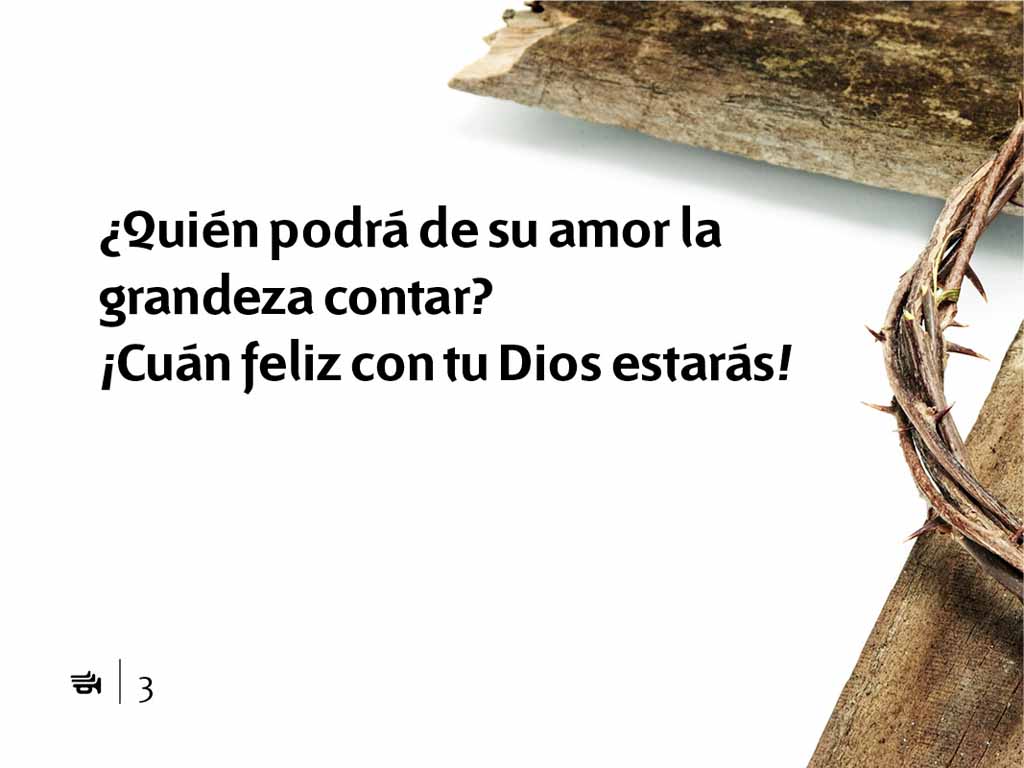 ¿Quién podrá de su amor la
grandeza contar?
¡Cuán feliz con tu Dios estarás!
3